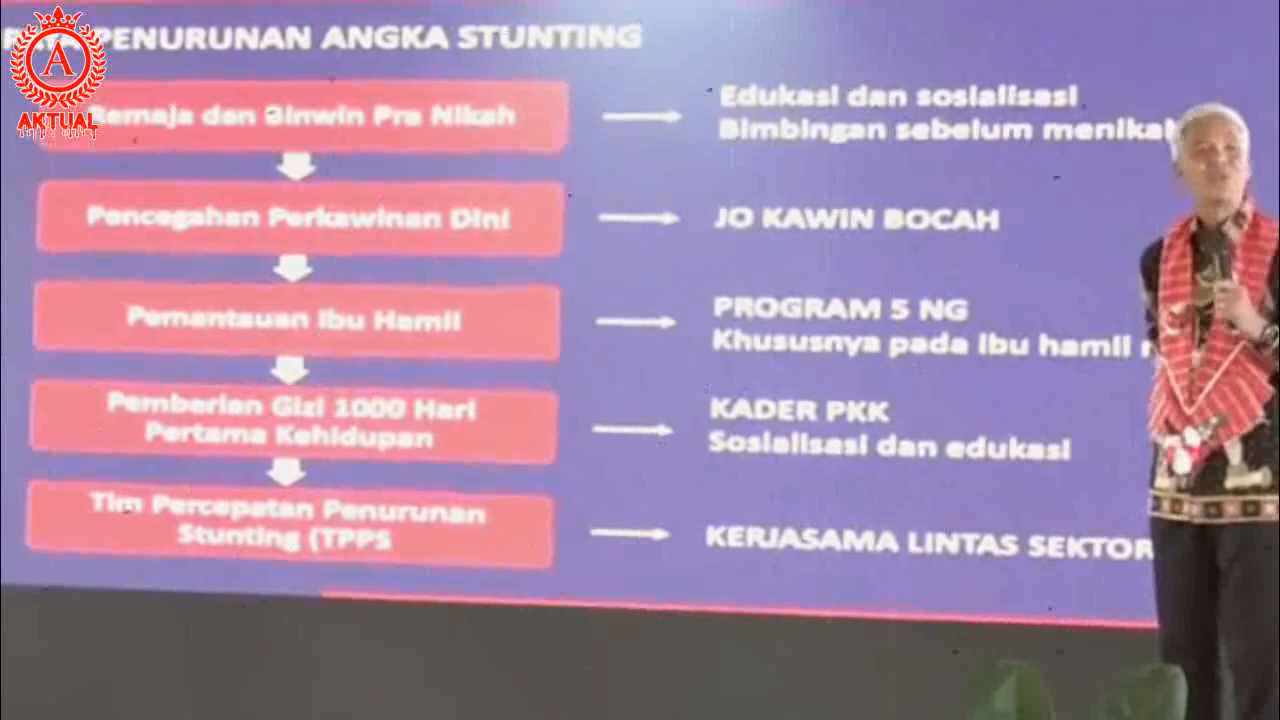 PENURUNAN ANGKA STUNTING
A
AKTUAL
Remaja dan Binwin Pra Nikah
Edukasi dan sosialisasi
Bimbingan sebelum menikah
Pencegahan Perkawinan Dini
JO KAWIN BOCAH
Pemantauan Ibu Hamil
PROGRAM 5 NG
Khususnya pada ibu hamil
Pemberian Gizi 1000 Hari
Pertama Kehidupan
KADER PKK
Sosialisasi dan edukasi
Tim Percepatan Penurunan
Stunting (TPPS
KERJASAMA LINTAS SEKTOR